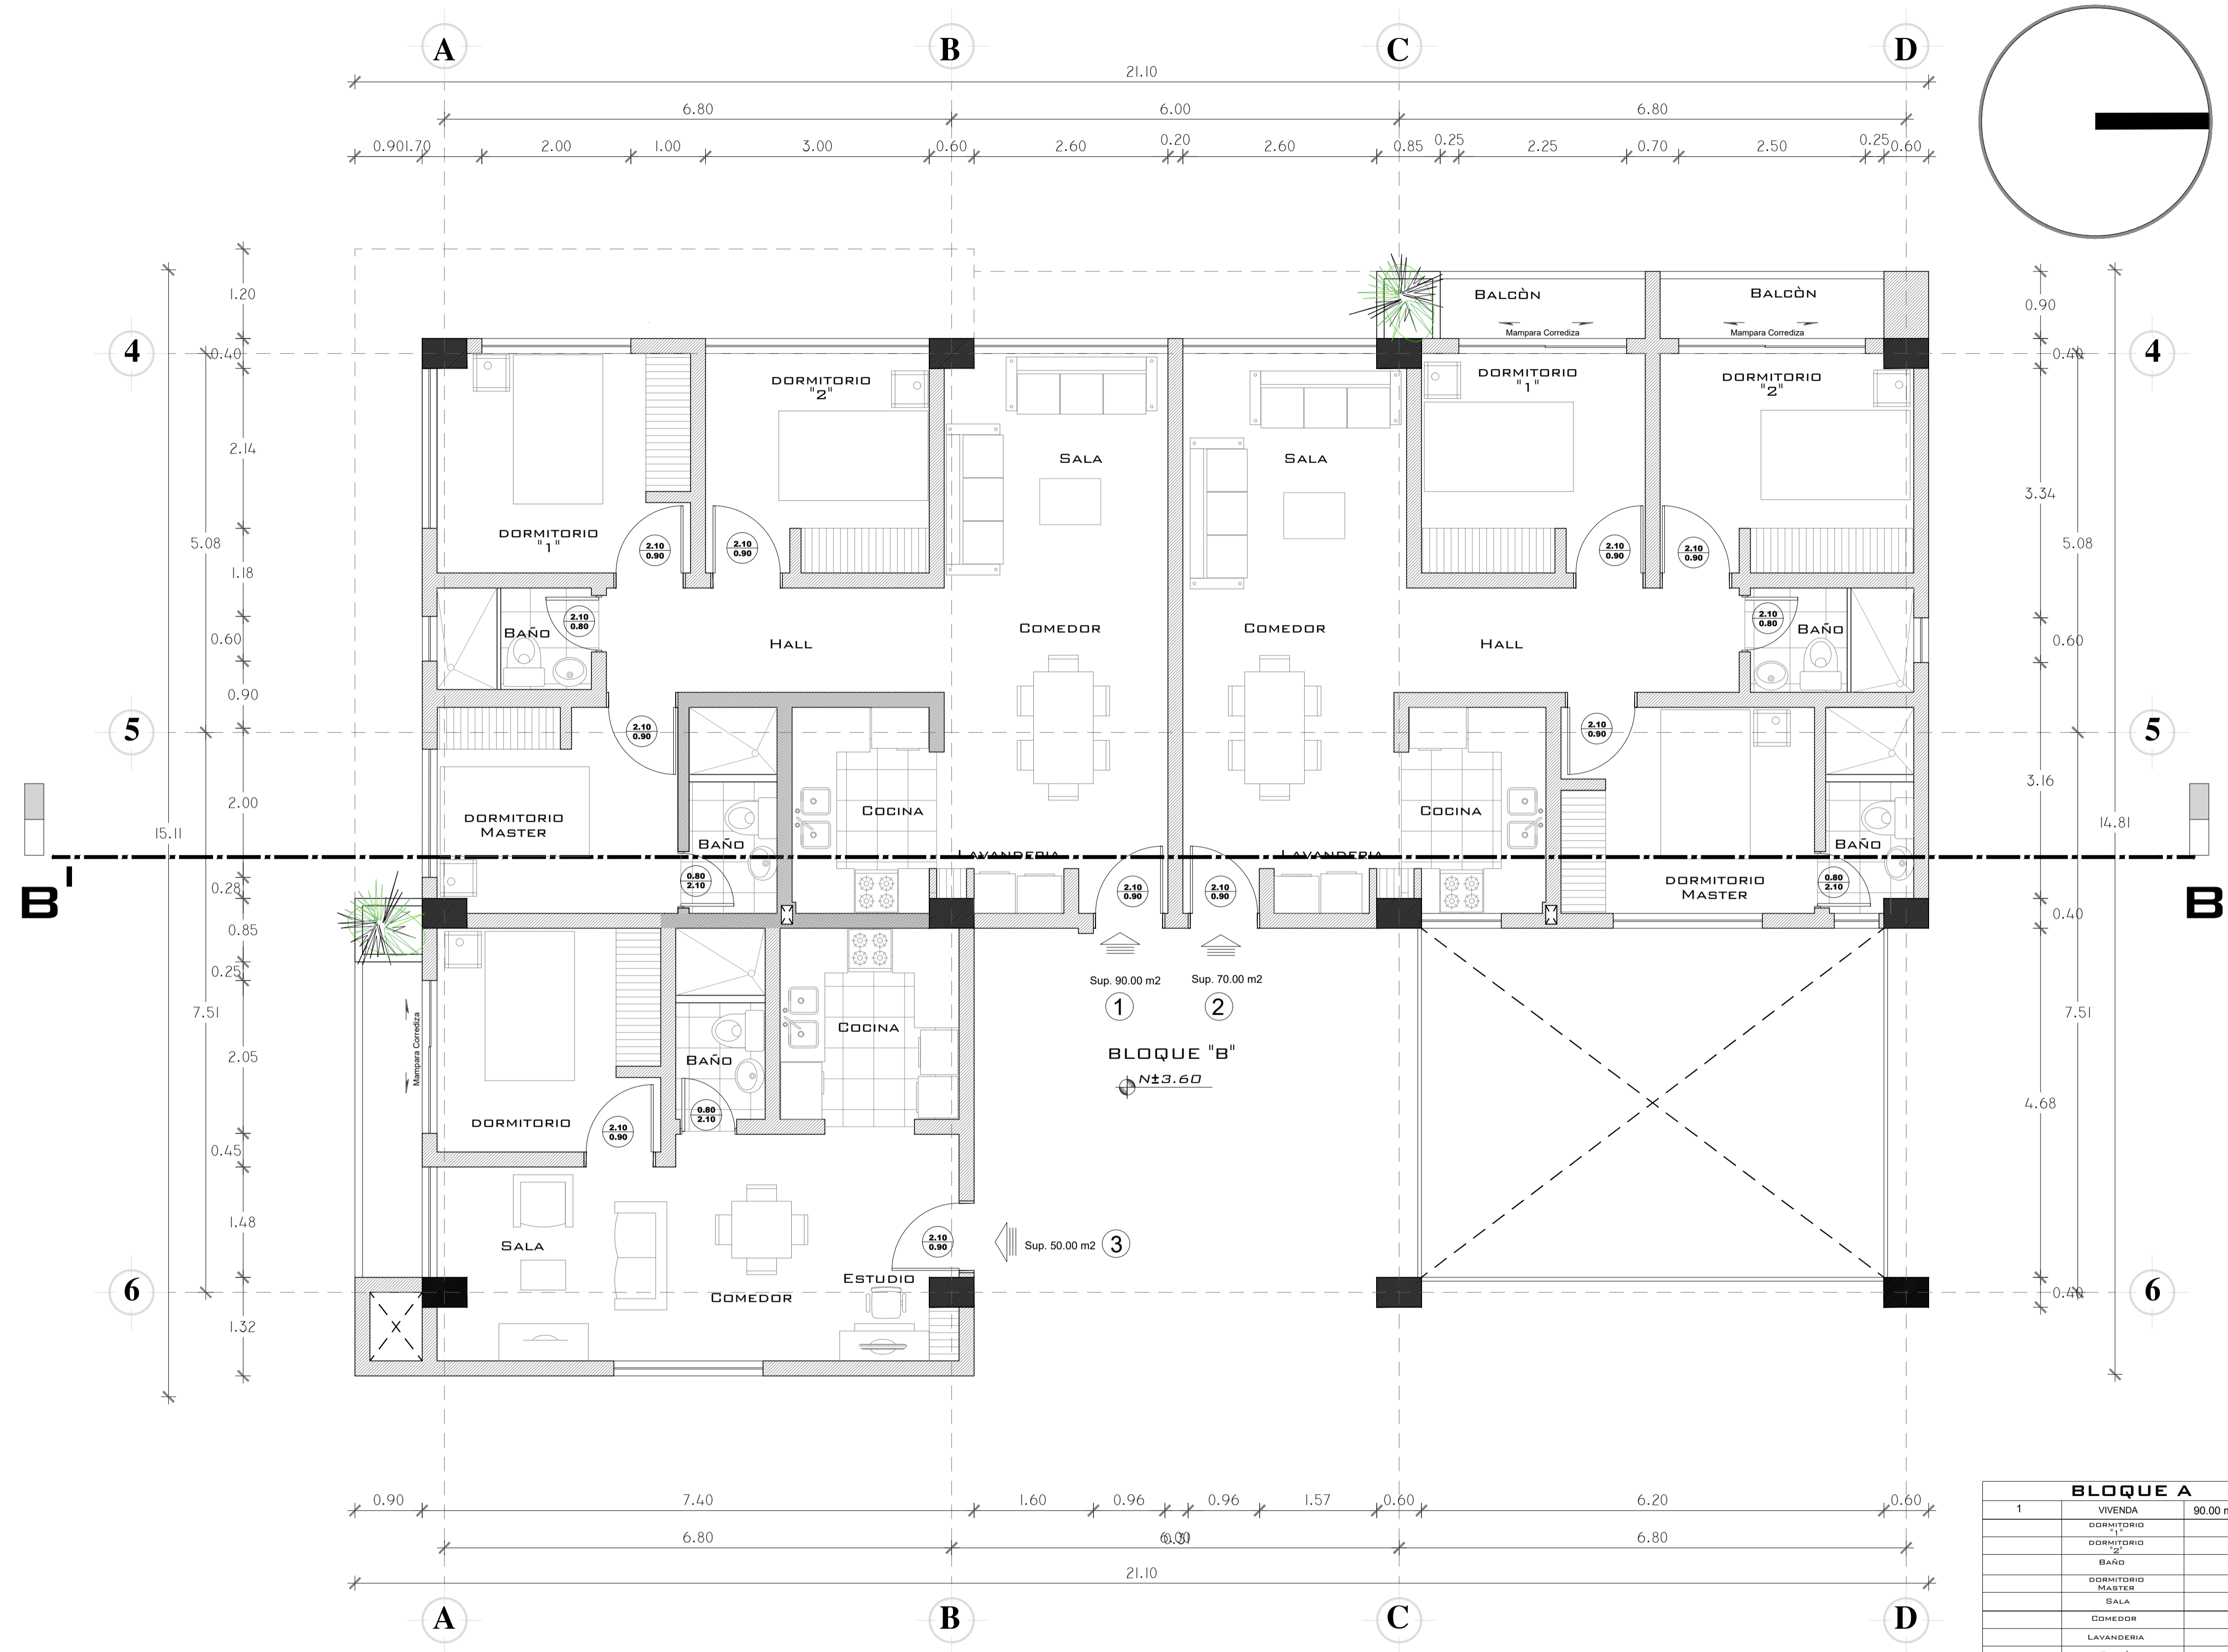 A B C D
21.10
6.80 6.00 6.80
0.90 1.70 2.00 1.00 3.00 0.60 2.60 0.20 2.60 0.85 0.25 2.25 0.70 2.50 0.25 0.60
BALCÒN BALCÒN
Mampara Corrediza Mampara Corrediza
4 4
1.20
0.40
2.14
5.08
1.18
0.60
0.90
5 5
2.00
15.11
0.28
0.85
0.25
7.51
2.05
0.45
1.48
6 6
1.32
0.90
0.40
3.34
5.08
0.60
3.16
14.81
0.40
7.51
4.68
0.40
DORMITORIO
"1"
DORMITORIO
"2"
SALA
SALA
DORMITORIO
"1"
DORMITORIO
"2"
2.10
0.90
2.10
0.90
2.10
0.90
2.10
0.90
BAÑO
2.10
0.80
HALL
COMEDOR
COMEDOR
HALL
2.10
0.80
BAÑO
2.10
0.90
2.10
0.90
DORMITORIO
MASTER
BAÑO
0.80
2.10
COCINA
LAVANDERIA
LAVANDERIA
COCINA
DORMITORIO
MASTER
BAÑO
0.80
2.10
2.10
0.90
2.10
0.90
B' B
Sup. 90.00 m2
1
Sup. 70.00 m2
2
BLOQUE "B"
N±3.60
Mampara Corrediza
DORMITORIO
2.10
0.90
BAÑO
0.80
2.10
COCINA
SALA
COMEDOR
ESTUDIO
2.10
0.90
Sup. 50.00 m2
3
0.90 7.40 1.60 0.96 0.96 1.57 0.60 6.20 0.60
6.80 6.00 6.80
21.10
A B C D
BLOQUE A
1 VIVENDA 90.00
DORMITORIO
"1"
DORMITORIO
"2"
BAÑO
DORMITORIO
MASTER
SALA
COMEDOR
LAVANDERIA